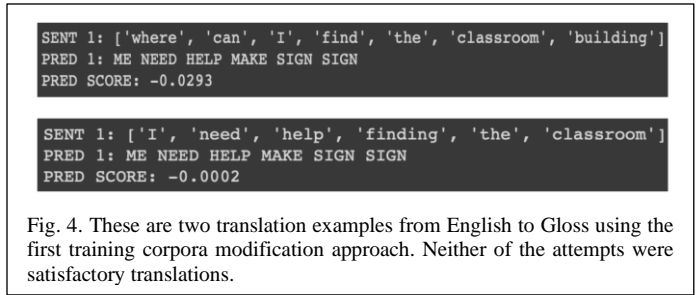 SENT 1: ['where', 'can', 'I', 'find', 'the', 'classroom', 'building']
PRED 1: ME NEED HELP MAKE SIGN SIGN
PRED SCORE: -0.0293
SENT 1: ['I', 'need', 'help', 'finding', 'the', 'classroom']
PRED 1: ME NEED HELP MAKE SIGN SIGN
PRED SCORE: -0.0002
Fig. 4. These are two translation examples from English to Gloss using the
first training corpora modification approach. Neither of the attempts were
satisfactory translations.